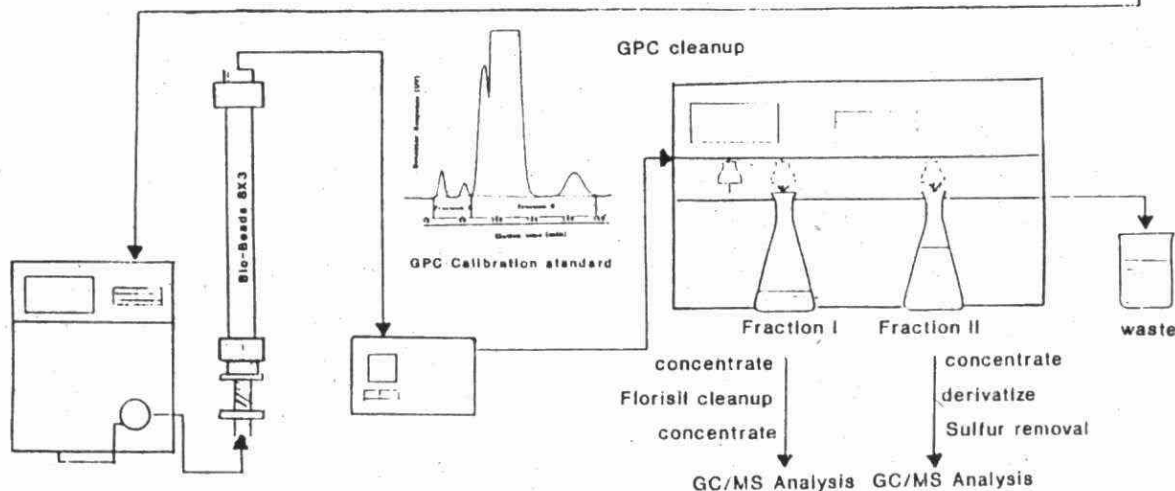 GPC cleanup
Bio-Beads SX3
GPC Calibration standard
Fraction I
Fraction II
waste
concentrate
Florisil cleanup
concentrate
GC/MS Analysis
concentrate
derivatize
Sulfur removal
GC/MS Analysis